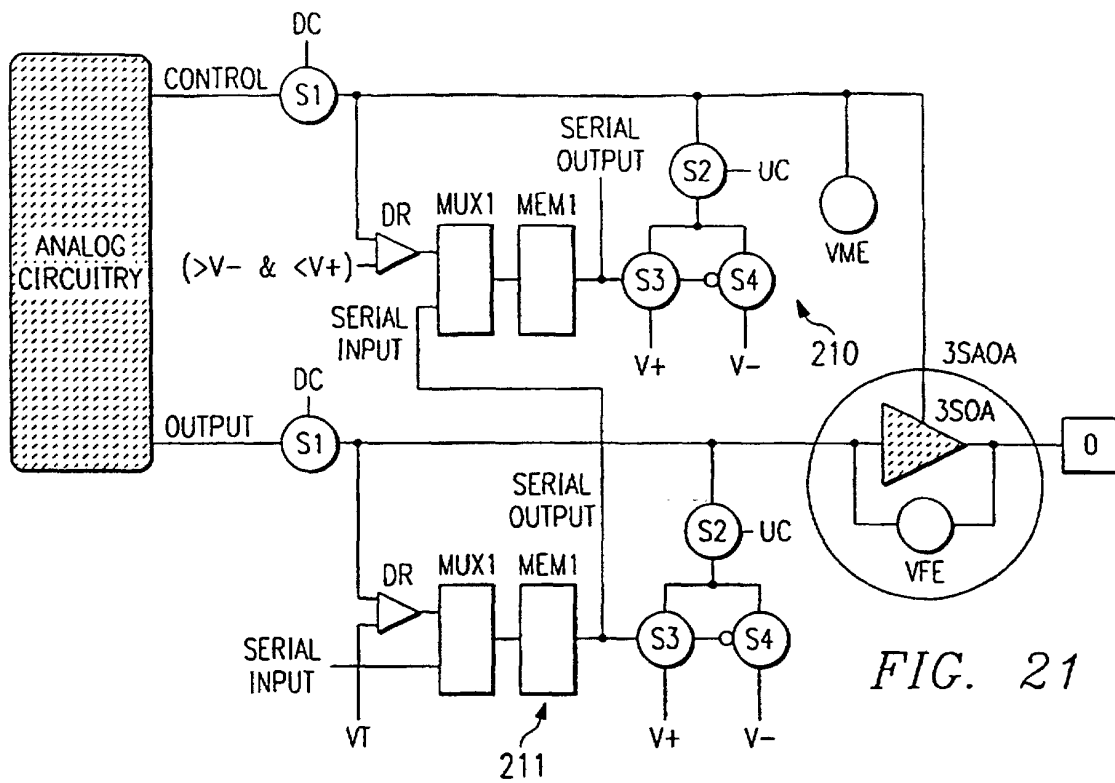 DC
CONTROL
S1
SERIAL
OUTPUT
S2
UC
DR
MUX1
MEM1
VME
ANALOG
CIRCUITRY
(>V- & <V+)
S3
S4
SERIAL
INPUT
V+
V-
210
3SAOA
DC
OUTPUT
S1
3SOA
0
SERIAL
OUTPUT
S2
UC
VFE
DR
MUX1
MEM1
S3
S4
SERIAL
INPUT
VT
211
V+
V-
FIG. 21